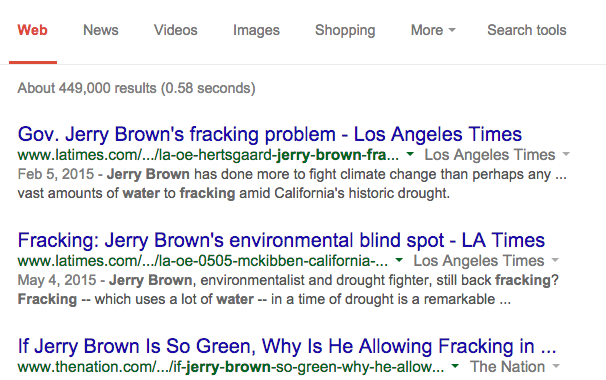 Web News Videos Images Shopping More Search tools
About 449,000 results (0.58 seconds)
Gov. Jerry Brown's fracking problem - Los Angeles Times
www.latimes.com/.../la-oe-hertsgaard-jerry-brown-fra... Los Angeles Times
Feb 5, 2015 - Jerry Brown has done more to fight climate change than perhaps any ...
vast amounts of water to fracking amid California's historic drought.
Fracking: Jerry Brown's environmental blind spot - LA Times
www.latimes.com/.../la-oe-0505-mckibben-california-... Los Angeles Times
May 4, 2015 - Jerry Brown, environmentalist and drought fighter, still back fracking?
Fracking -- which uses a lot of water -- in a time of drought is a remarkable ...
If Jerry Brown Is So Green, Why Is He Allowing Fracking in ...
www.thenation.com/.../if-jerry-brown-so-green-why-he-allow... The Nation